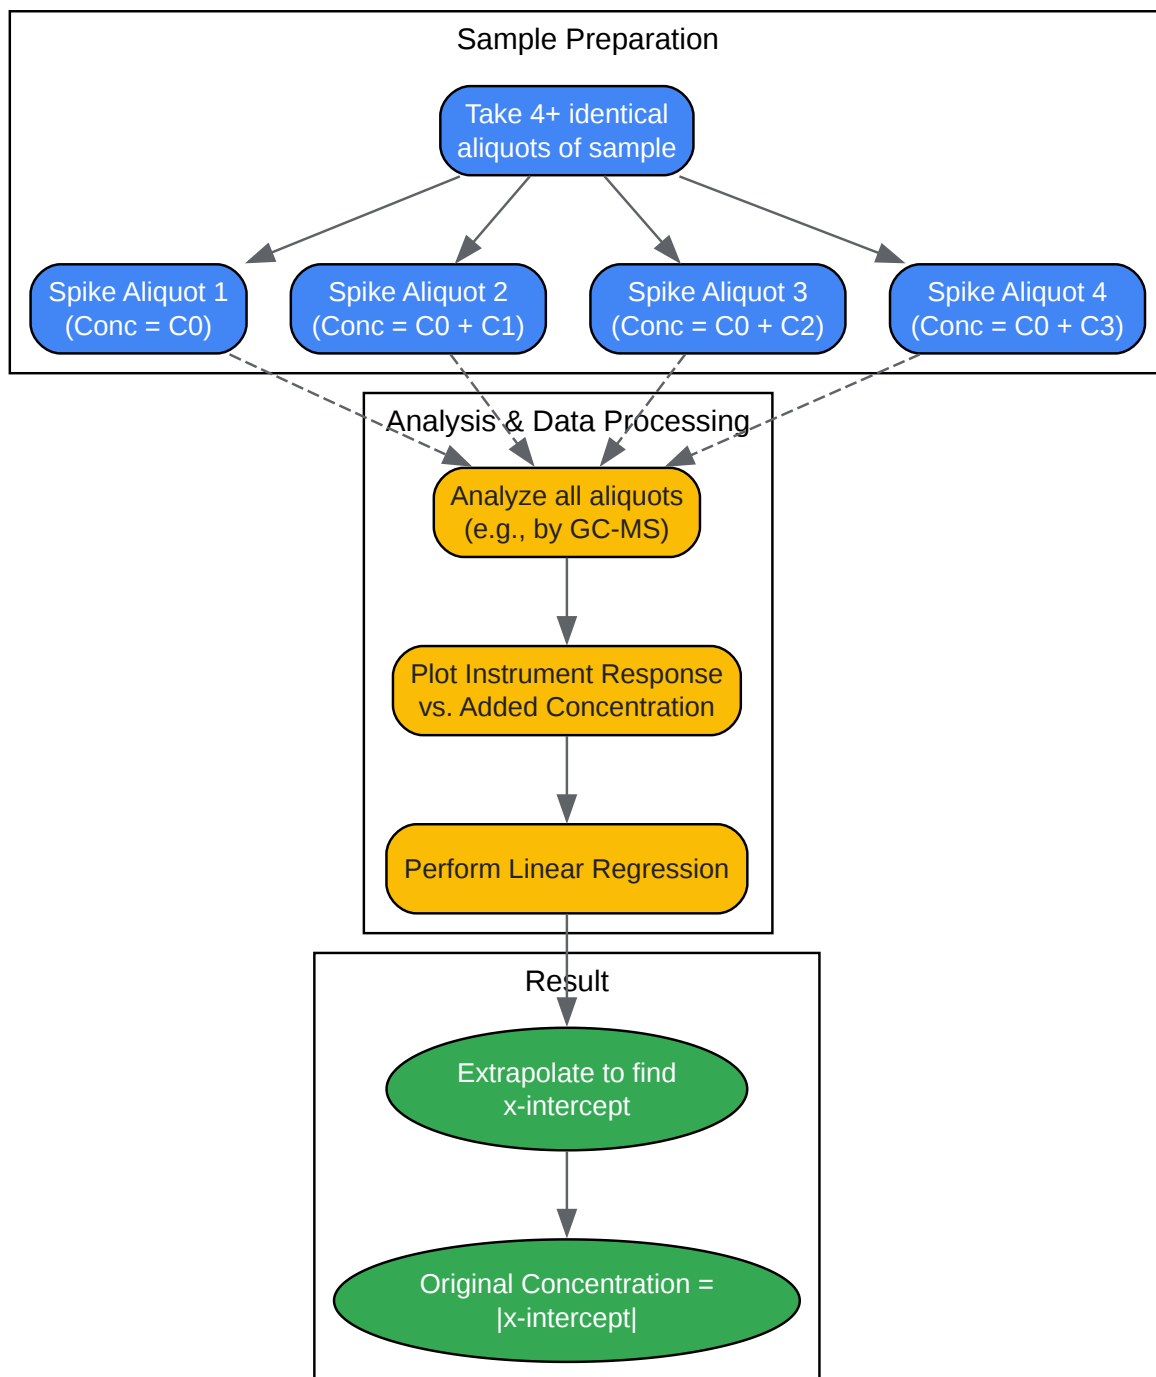 Sample Preparation
Take 4+ identical
aliquots of sample
Spike Aliquot 1
(Conc = C0)
Spike Aliquot 2
(Conc = C0 + C1)
Spike Aliquot 3
(Conc = C0 + C2)
Spike Aliquot 4
(Conc = C0 + C3)
Analysis & Data Processing
Analyze all aliquots
(e.g., by GC-MS)
Plot Instrument Response
vs. Added Concentration
Perform Linear Regression
Result
Extrapolate to find
x-intercept
Original Concentration =
|x-intercept|